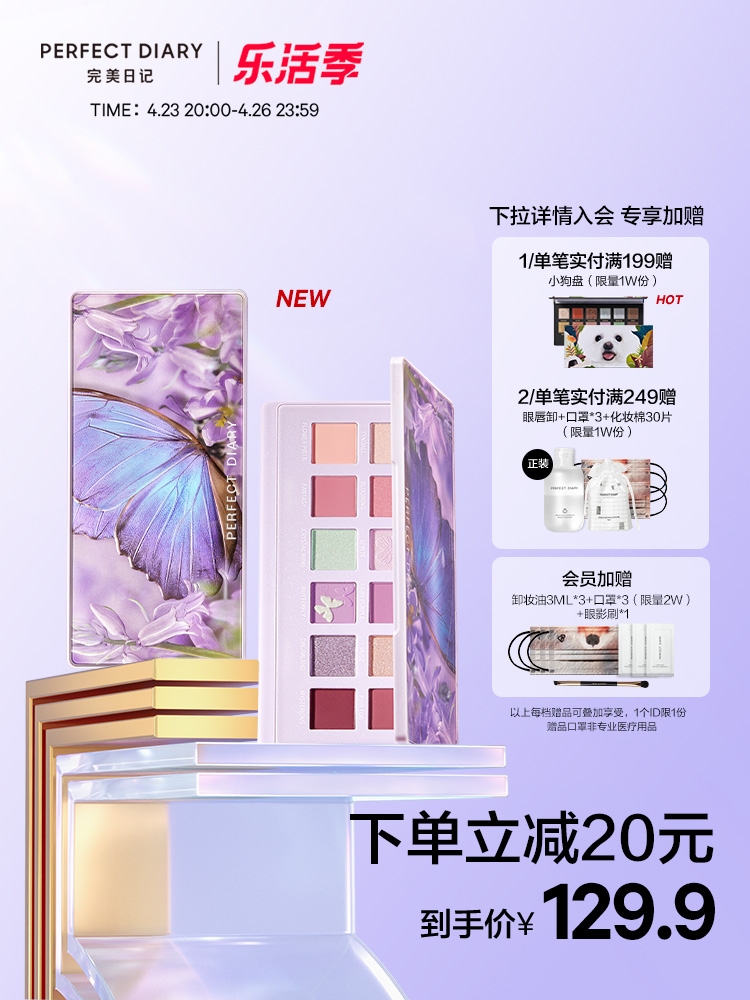 PERFECT DIARY
完美日记
乐活季
TIME：4.23 20:00-4.26 23:59
下拉详情入会 专享加赠
1/单笔实付满199赠
小狗盘（限量1W份）
HOT
2/单笔实付满249赠
眼唇卸+口罩*3+化妆棉30片
（限量1W份）
正装
PERFECT DIARY
会员加赠
卸妆油3ML*3+口罩*3（限量2W）
+眼影刷*1
以上每档赠品可叠加享受，1个ID限1份
赠品口罩非专业医疗用品
NEW
PERFECT DIARY
下单立减20元
到手价¥129.9